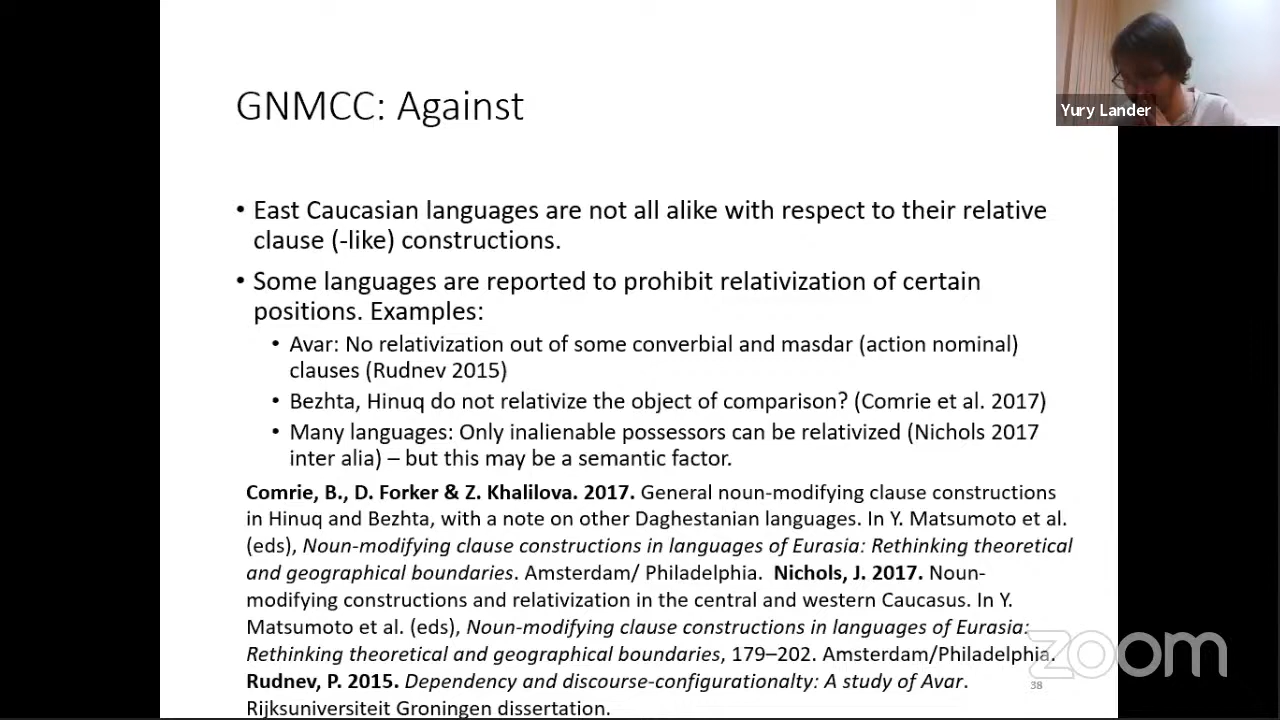 GNMCC: Against
Yury Lander
• East Caucasian languages are not all alike with respect to their relative
clause (-like) constructions.
• Some languages are reported to prohibit relativization of certain
positions. Examples:
• Avar: No relativization out of some converbial and masdar (action nominal)
clauses (Rudnev 2015)
• Bezhta, Hinuq do not relativize the object of comparison? (Comrie et al. 2017)
• Many languages: Only inalienable possessors can be relativized (Nichols 2017
inter alia) – but this may be a semantic factor.
Comrie, B., D. Forker & Z. Khalilova. 2017. General noun-modifying clause constructions
in Hinuq and Bezhta, with a note on other Daghestanian languages. In Y. Matsumoto et al.
(eds), Noun-modifying clause constructions in languages of Eurasia: Rethinking theoretical
and geographical boundaries. Amsterdam/ Philadelphia. Nichols, J. 2017. Noun-
modifying constructions and relativization in the central and western Caucasus. In Y.
Matsumoto et al. (eds), Noun-modifying clause constructions in languages of Eurasia:
Rethinking theoretical and geographical boundaries, 179–202. Amsterdam/Philadelphia.
Rudnev, P. 2015. Dependency and discourse-configurationalty: A study of Avar.
Rijksuniversiteit Groningen dissertation.
zoom
38